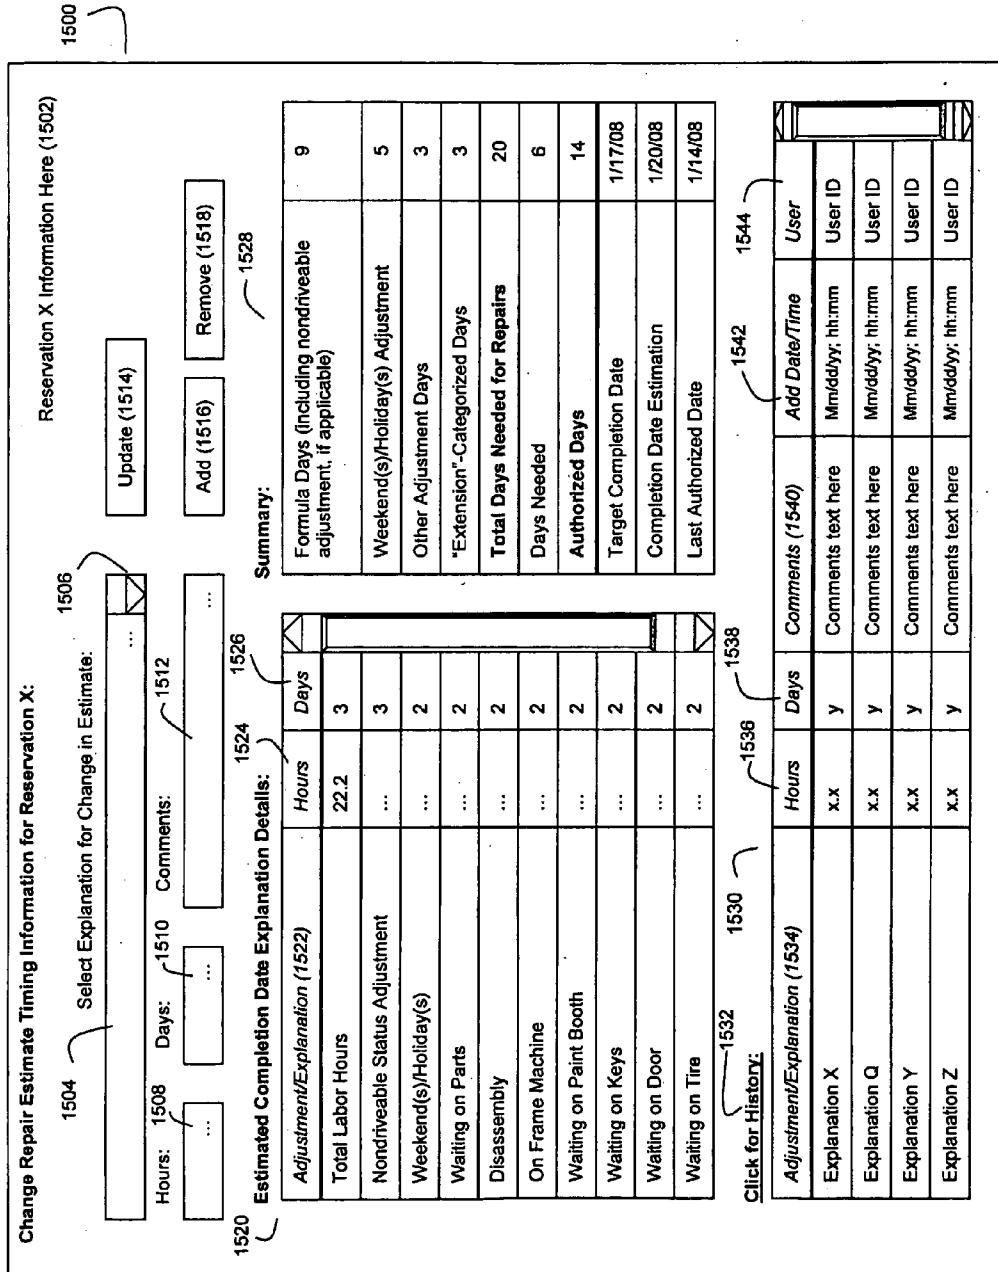 1500
Change Repair Estimate Timing Information for Reservation X:
Reservation X Information Here (1502)
1504
Select Explanation for Change in Estimate:
1506
...
Update (1514)
Hours:
1508
Days:
1510
Comments:
1512
...
...
...
Add (1516)
Remove (1518)
1520
Estimated Completion Date Explanation Details:
1524
1526
Adjustment/Explanation (1522) Hours Days
Total Labor Hours 22.2 3
Nondriveable Status Adjustment ... 3
Weekend(s)/Holiday(s) ... 2
Waiting on Parts ... 2
Disassembly ... 2
On Frame Machine ... 2
Waiting on Paint Booth ... 2
Waiting on Keys ... 2
Waiting on Door ... 2
Waiting on Tire ... 2
Summary:
1528
Formula Days (including nondriveable
adjustment, if applicable) 9
Weekend(s)/Holiday(s) Adjustment 5
Other Adjustment Days 3
"Extension"-Categorized Days 3
Total Days Needed for Repairs 20
Days Needed 6
Authorized Days 14
Target Completion Date 1/17/08
Completion Date Estimation 1/20/08
Last Authorized Date 1/14/08
Click for History:
1532
1530
1536
1538
1542
1544
Adjustment/Explanation (1534) Hours Days Comments (1540) Add Date/Time User
Explanation X x.x y Comments text here Mm/dd/yy; hh:mm User ID
Explanation Q x.x y Comments text here Mm/dd/yy; hh:mm User ID
Explanation Y x.x y Comments text here Mm/dd/yy; hh:mm User ID
Explanation Z x.x y Comments text here Mm/dd/yy; hh:mm User ID